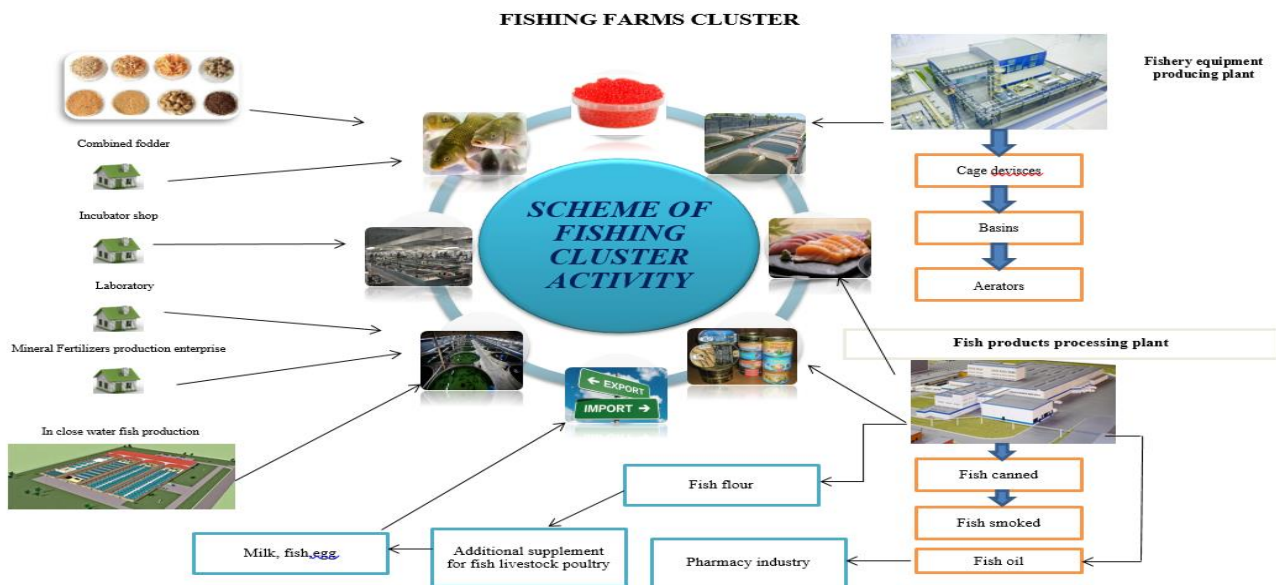 FISHING FARMS CLUSTER
Fishery equipment
producing plant
Combined fodder
Incubator shop
Laboratory
Mineral Fertilizers production enterprise
In close water fish production
SCHEME OF
FISHING
CLUSTER
ACTIVITY
Cage devisces
Basins
Aerators
Fish products processing plant
← EXPORT
IMPORT →
Fish canned
Fish smoked
Fish oil
Fish flour
Milk, fish,egg
Additional supplement
for fish livestock poultry
Pharmacy industry